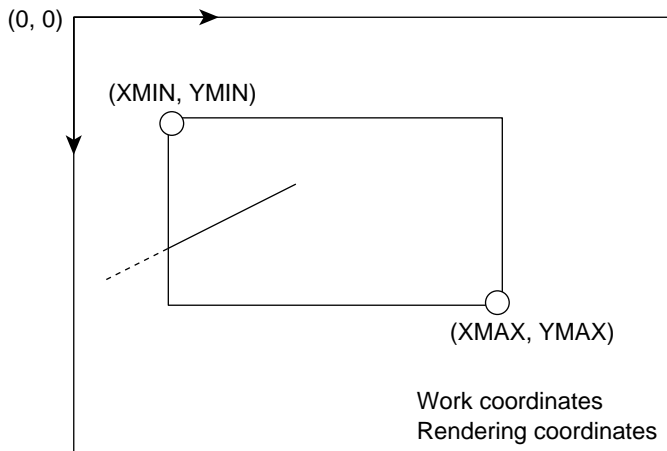 (0, 0)
(XMIN, YMIN)
(XMAX, YMAX)
Work coordinates
Rendering coordinates